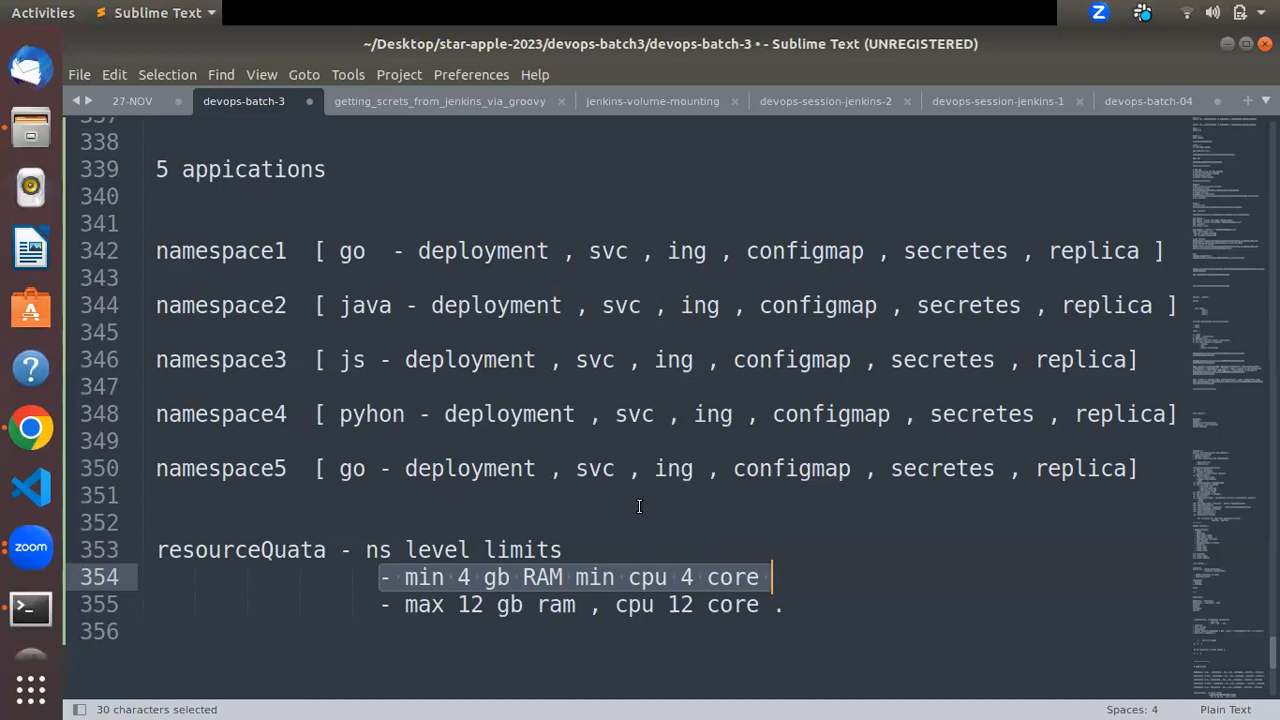 Activities Sublime Text
~/Desktop/star-apple-2023/devops-batch3/devops-batch-3 • - Sublime Text (UNREGISTERED)
File Edit Selection Find View Goto Tools Project Preferences Help
27-NOV devops-batch-3 getting_screts_from_jenkins_via_groovy jenkins-volume-mounting devops-session-jenkins-2 devops-session-jenkins-1 devops-batch-04
337
338
339 5 appications
340
341
342 namespace1 [ go - deployment , svc , ing , configmap , secretes , replica ]
343
344 namespace2 [ java - deployment , svc , ing , configmap , secretes , replica ]
345
346 namespace3 [ js - deployment , svc , ing , configmap , secretes , replica]
347
348 namespace4 [ pyhon - deployment , svc , ing , configmap , secretes , replica]
349
350 namespace5 [ go - deployment ,svc , ing , configmap , secretes , replica]
351
352
353 resourceQuata - ns level limits
354 - min 4 gb RAM min cpu 4 core
355 - max 12 gb ram , cpu 12 core .
356
zoom
30 characters selected Spaces: 4 Plain Text